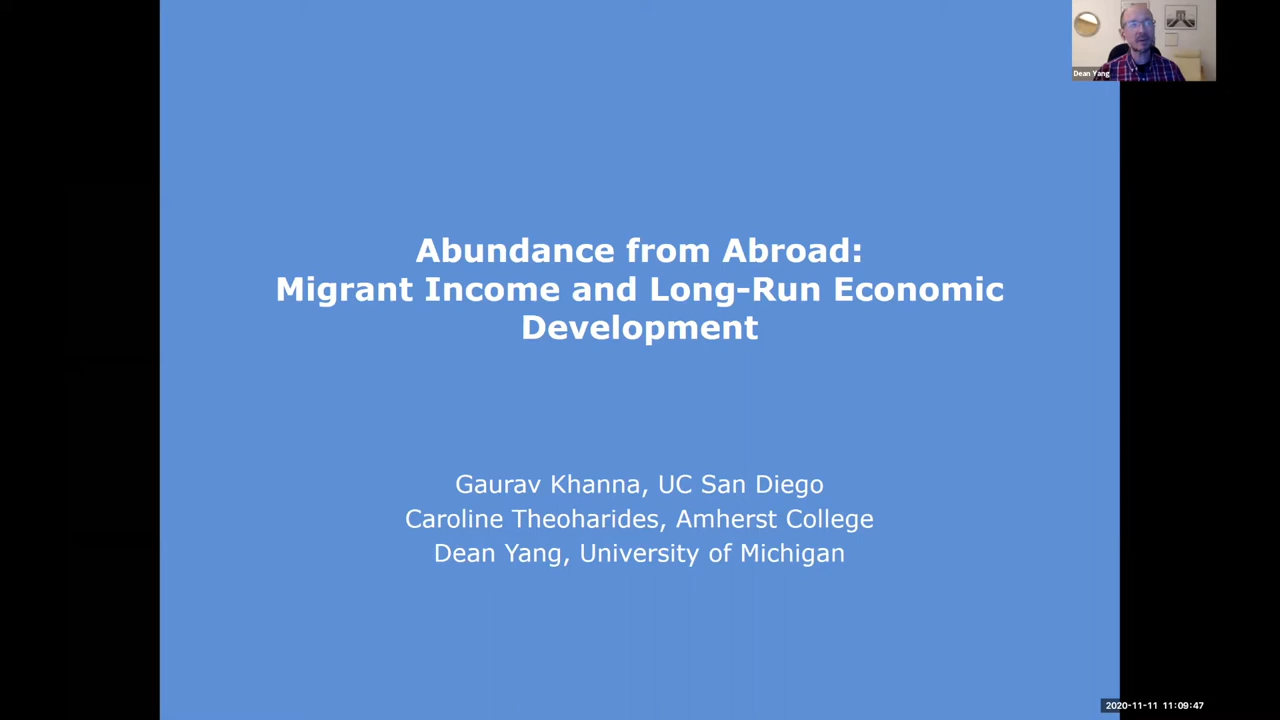 Dean Yang
Abundance from Abroad:
Migrant Income and Long-Run Economic
Development
Gaurav Khanna, UC San Diego
Caroline Theoharides, Amherst College
Dean Yang, University of Michigan
2020-11-11 11:09:47